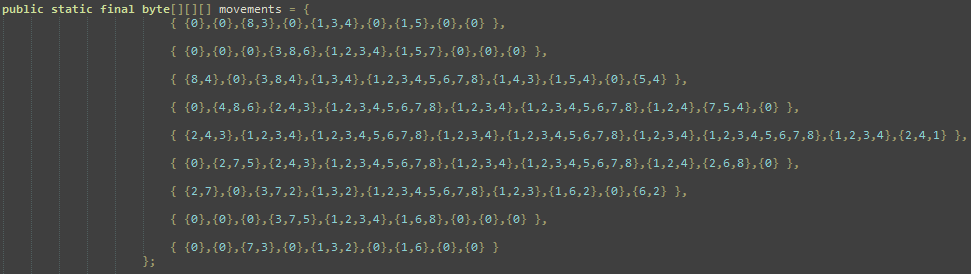 public static final byte[][][] movements = {
{ {0},{0},{8,3},{0},{1,3,4},{0},{1,5},{0},{0} },
{ {0},{0},{0},{3,8,6},{1,2,3,4},{1,5,7},{0},{0},{0} },
{ {8,4},{0},{3,8,4},{1,3,4},{1,2,3,4,5,6,7,8},{1,4,3},{1,5,4},{0},{5,4} },
{ {0},{4,8,6},{2,4,3},{1,2,3,4,5,6,7,8},{1,2,3,4},{1,2,3,4,5,6,7,8},{1,2,4},{7,5,4},{0} },
{ {2,4,3},{1,2,3,4},{1,2,3,4,5,6,7,8},{1,2,3,4},{1,2,3,4,5,6,7,8},{1,2,3,4},{1,2,3,4,5,6,7,8},{1,2,3,4},{2,4,1} },
{ {0},{2,7,5},{2,4,3},{1,2,3,4,5,6,7,8},{1,2,3,4},{1,2,3,4,5,6,7,8},{1,2,4},{2,6,8},{0} },
{ {2,7},{0},{3,7,2},{1,3,2},{1,2,3,4,5,6,7,8},{1,2,3},{1,6,2},{0},{6,2} },
{ {0},{0},{0},{3,7,5},{1,2,3,4},{1,6,8},{0},{0},{0} },
{ {0},{0},{7,3},{0},{1,3,2},{0},{1,6},{0},{0} }
};